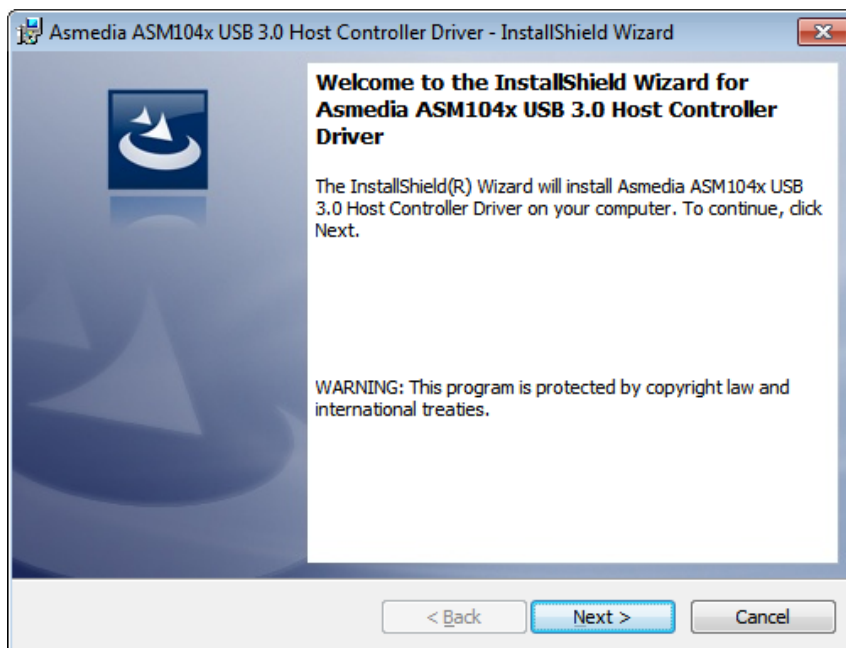 Asmedia ASM104x USB 3.0 Host Controller Driver - InstallShield Wizard
Welcome to the InstallShield Wizard for
Asmedia ASM104x USB 3.0 Host Controller
Driver
The InstallShield(R) Wizard will install Asmedia ASM104x USB
3.0 Host Controller Driver on your computer. To continue, click
Next.
WARNING: This program is protected by copyright law and
international treaties.
< Back Next > Cancel